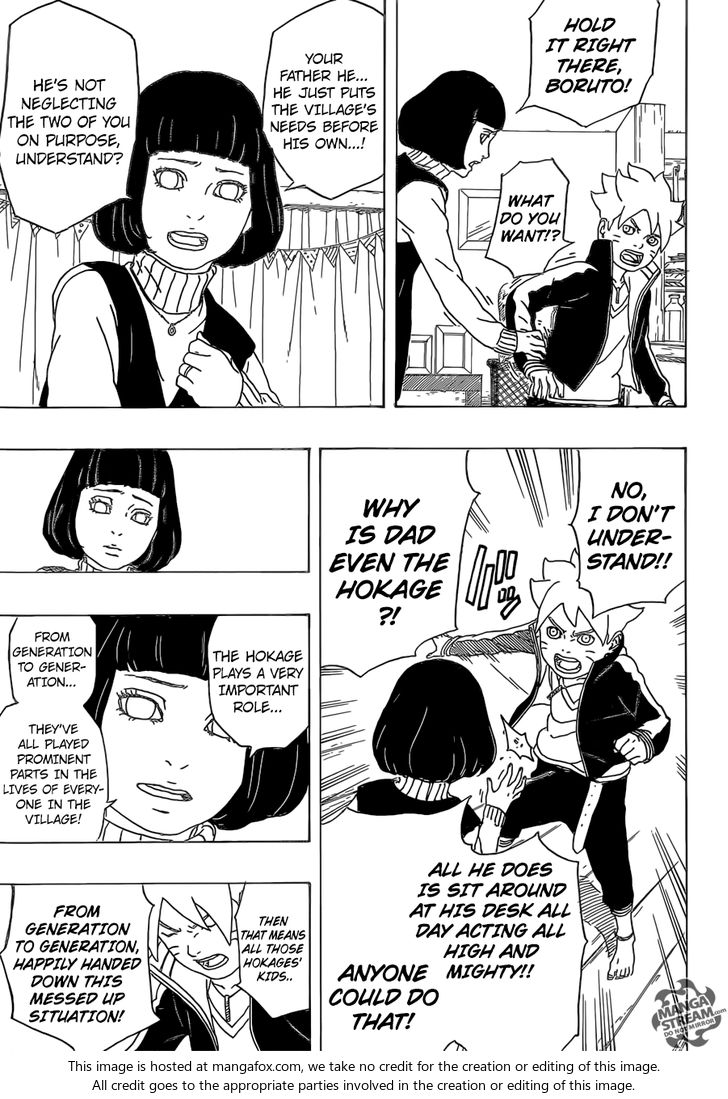 HOLD
IT RIGHT
THERE,
BORUTO!
WHAT
DO YOU
WANT!?
YOUR
FATHER HE...
HE JUST PUTS
THE VILLAGE'S
NEEDS BEFORE
HIS OWN...!
HE'S NOT
NEGLECTING
THE TWO OF YOU
ON PURPOSE,
UNDERSTAND?
NO,
I DON'T
UNDER-
STAND!!
WHY
IS DAD
EVEN THE
HOKAGE
?!
ALL HE DOES
IS SIT AROUND
AT HIS DESK ALL
DAY ACTING ALL
HIGH AND
MIGHTY!!
ANYONE
COULD DO
THAT!
THE HOKAGE
PLAYS A VERY
IMPORTANT
ROLE...
FROM
GENERATION
TO GENER-
ATION...
THEY'VE
ALL PLAYED
PROMINENT
PARTS IN THE
LIVES OF EVERY-
ONE IN THE
VILLAGE!
THEN
THAT MEANS
ALL THOSE
HOKAGES'
KIDS..
FROM
GENERATION
TO GENERATION,
HAPPILY HANDED
DOWN THIS
MESSED UP
SITUATION!
MANGA
STREAM.com
DO NOT MIRROR
This image is hosted at mangafox.com, we take no credit for the creation or editing of this image.
All credit goes to the appropriate parties involved in the creation or editing of this image.